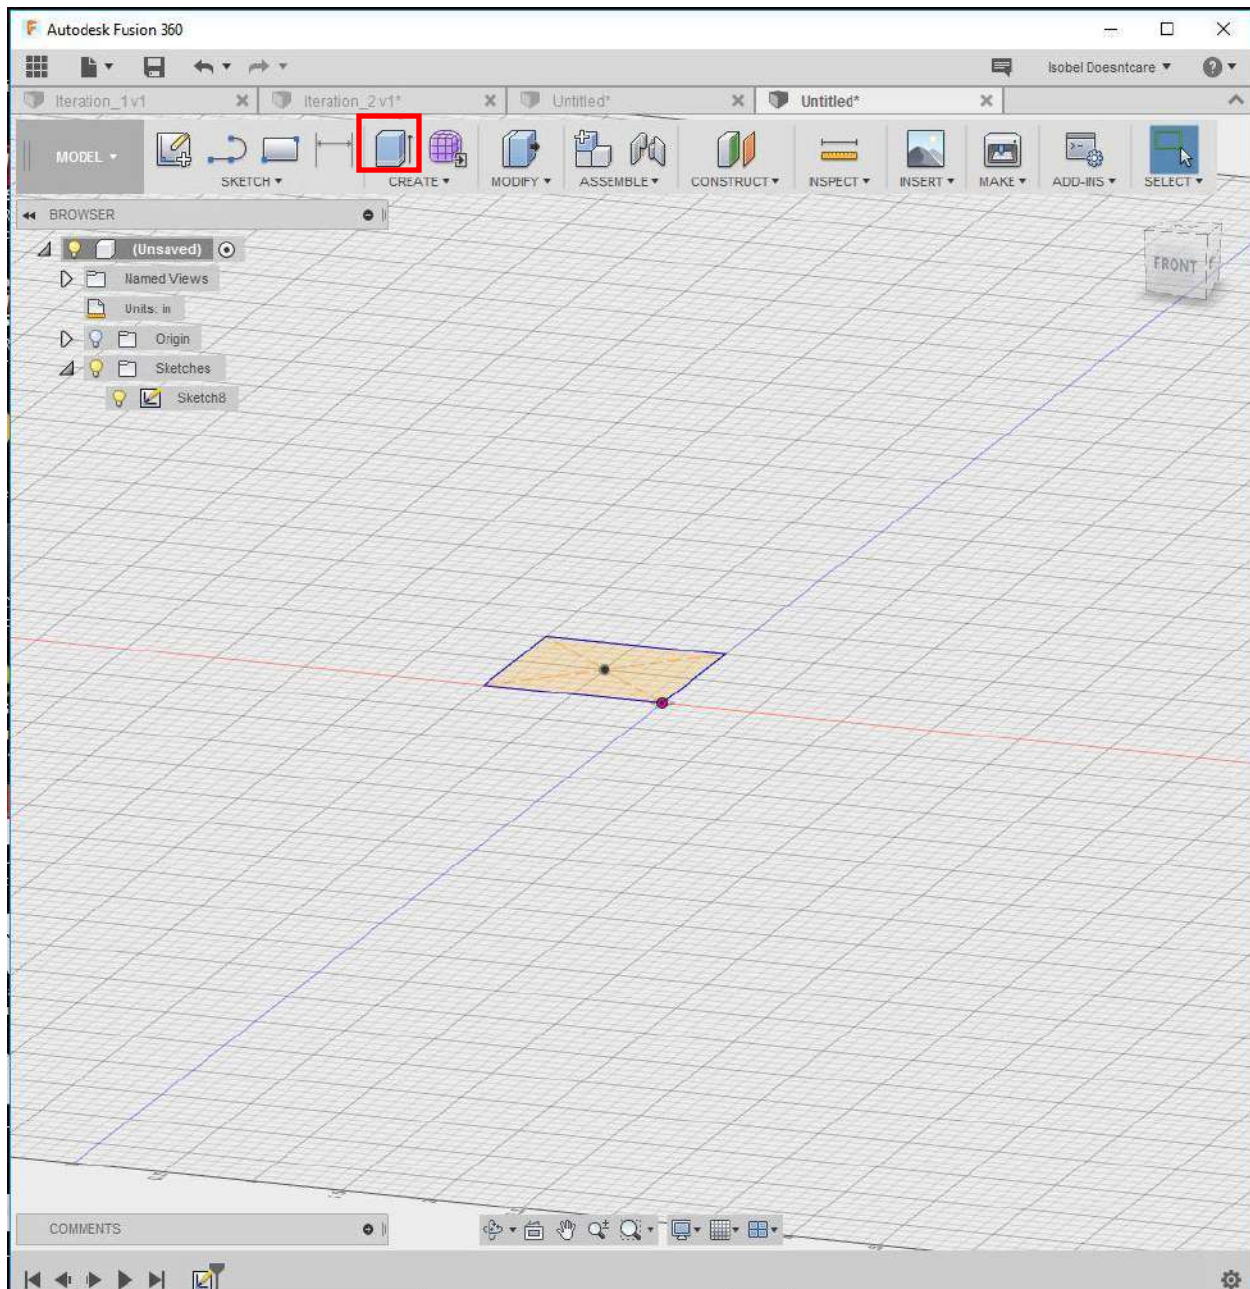 Autodesk Fusion 360
Isobel Doesntcare
Iteration_1 v1
Iteration_2 v1*
Untitled*
Untitled*
MODEL
SKETCH
CREATE
MODIFY
ASSEMBLE
CONSTRUCT
INSPECT
INSERT
MAKE
ADD-INS
SELECT
BROWSER
(Unsaved)
Named Views
Units: in
Origin
Sketches
Sketch8
FRONT
COMMENTS